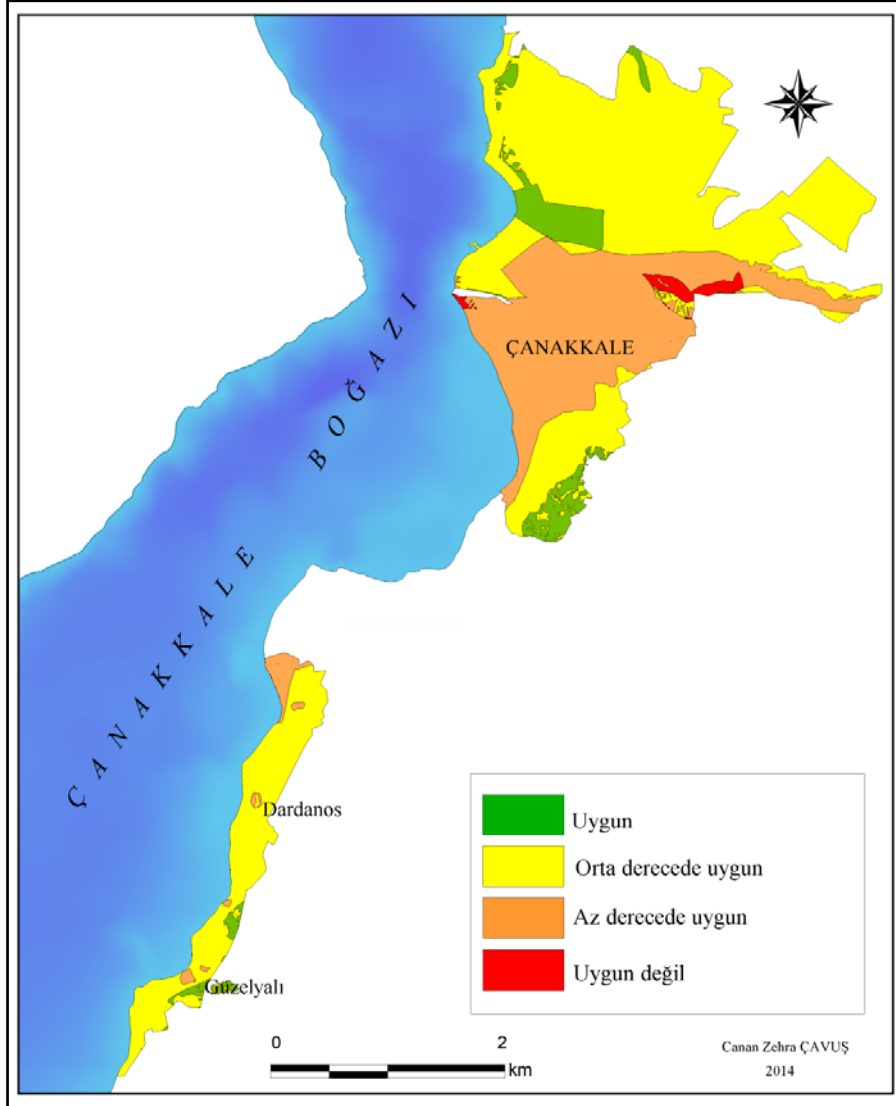 ÇANAKKALE
ÇANAKKALE BOĞAZI
Dardanos
Güzelyalı
Uygun
Orta derecede uygun
Az derecede uygun
Uygun değil
0 2
km
Canan Zehra ÇAVUŞ
2014